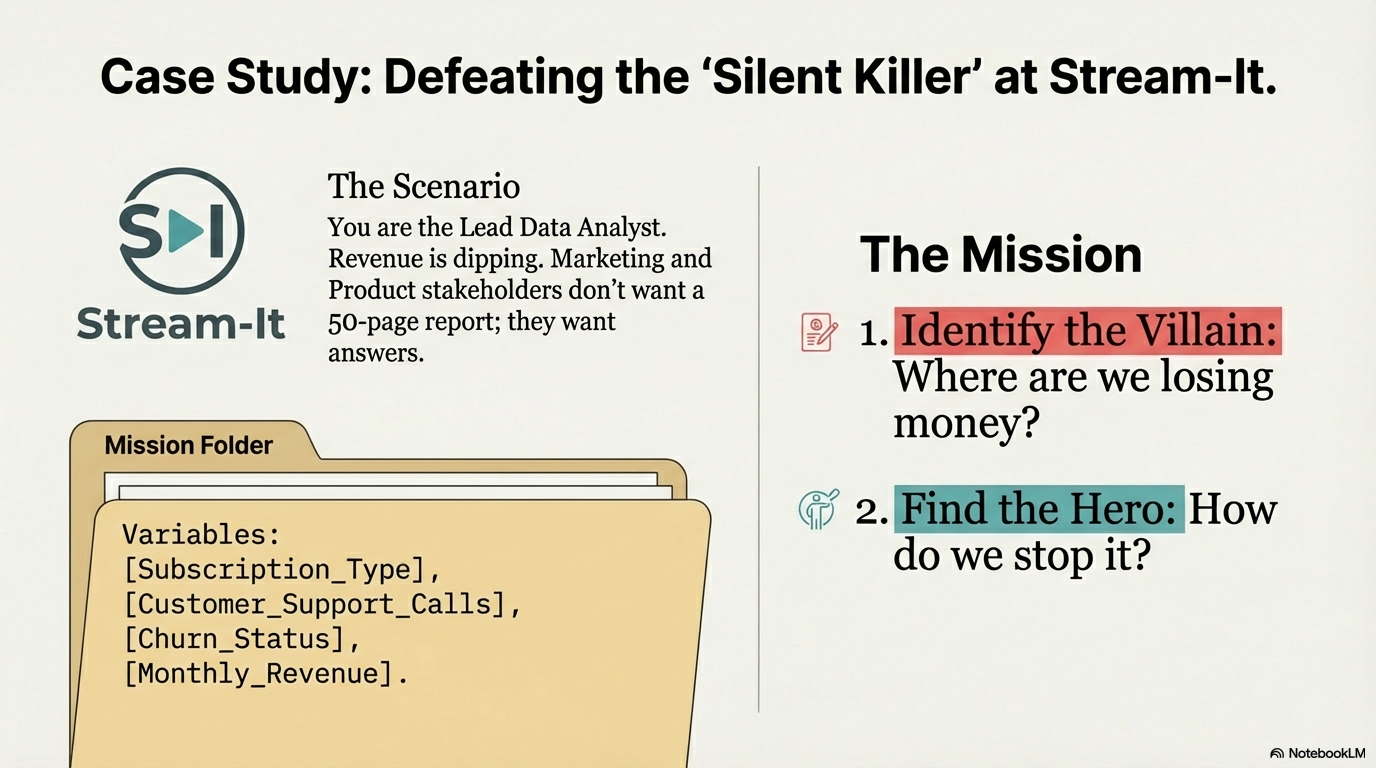 Case Study: Defeating the ‘Silent Killer’ at Stream-It.
S I
Stream-It
The Scenario
You are the Lead Data Analyst.
Revenue is dipping. Marketing and
Product stakeholders don’t want a
50-page report; they want
answers.
Mission Folder
Variables:
[Subscription_Type],
[Customer_Support_Calls],
[Churn_Status],
[Monthly_Revenue].
The Mission
1. Identify the Villain:
Where are we losing
money?
2. Find the Hero: How
do we stop it?
NotebookLM